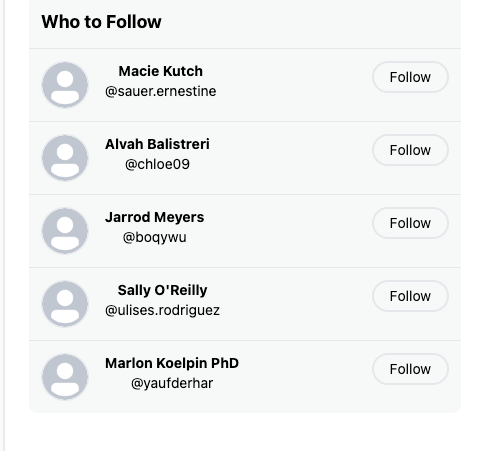 Who to Follow
Macie Kutch
@sauer.ernestine
Follow
Alvah Balistreri
@chloe09
Follow
Jarrod Meyers
@boqywu
Follow
Sally O'Reilly
@ulises.rodriguez
Follow
Marlon Koelpin PhD
@yaufderhar
Follow